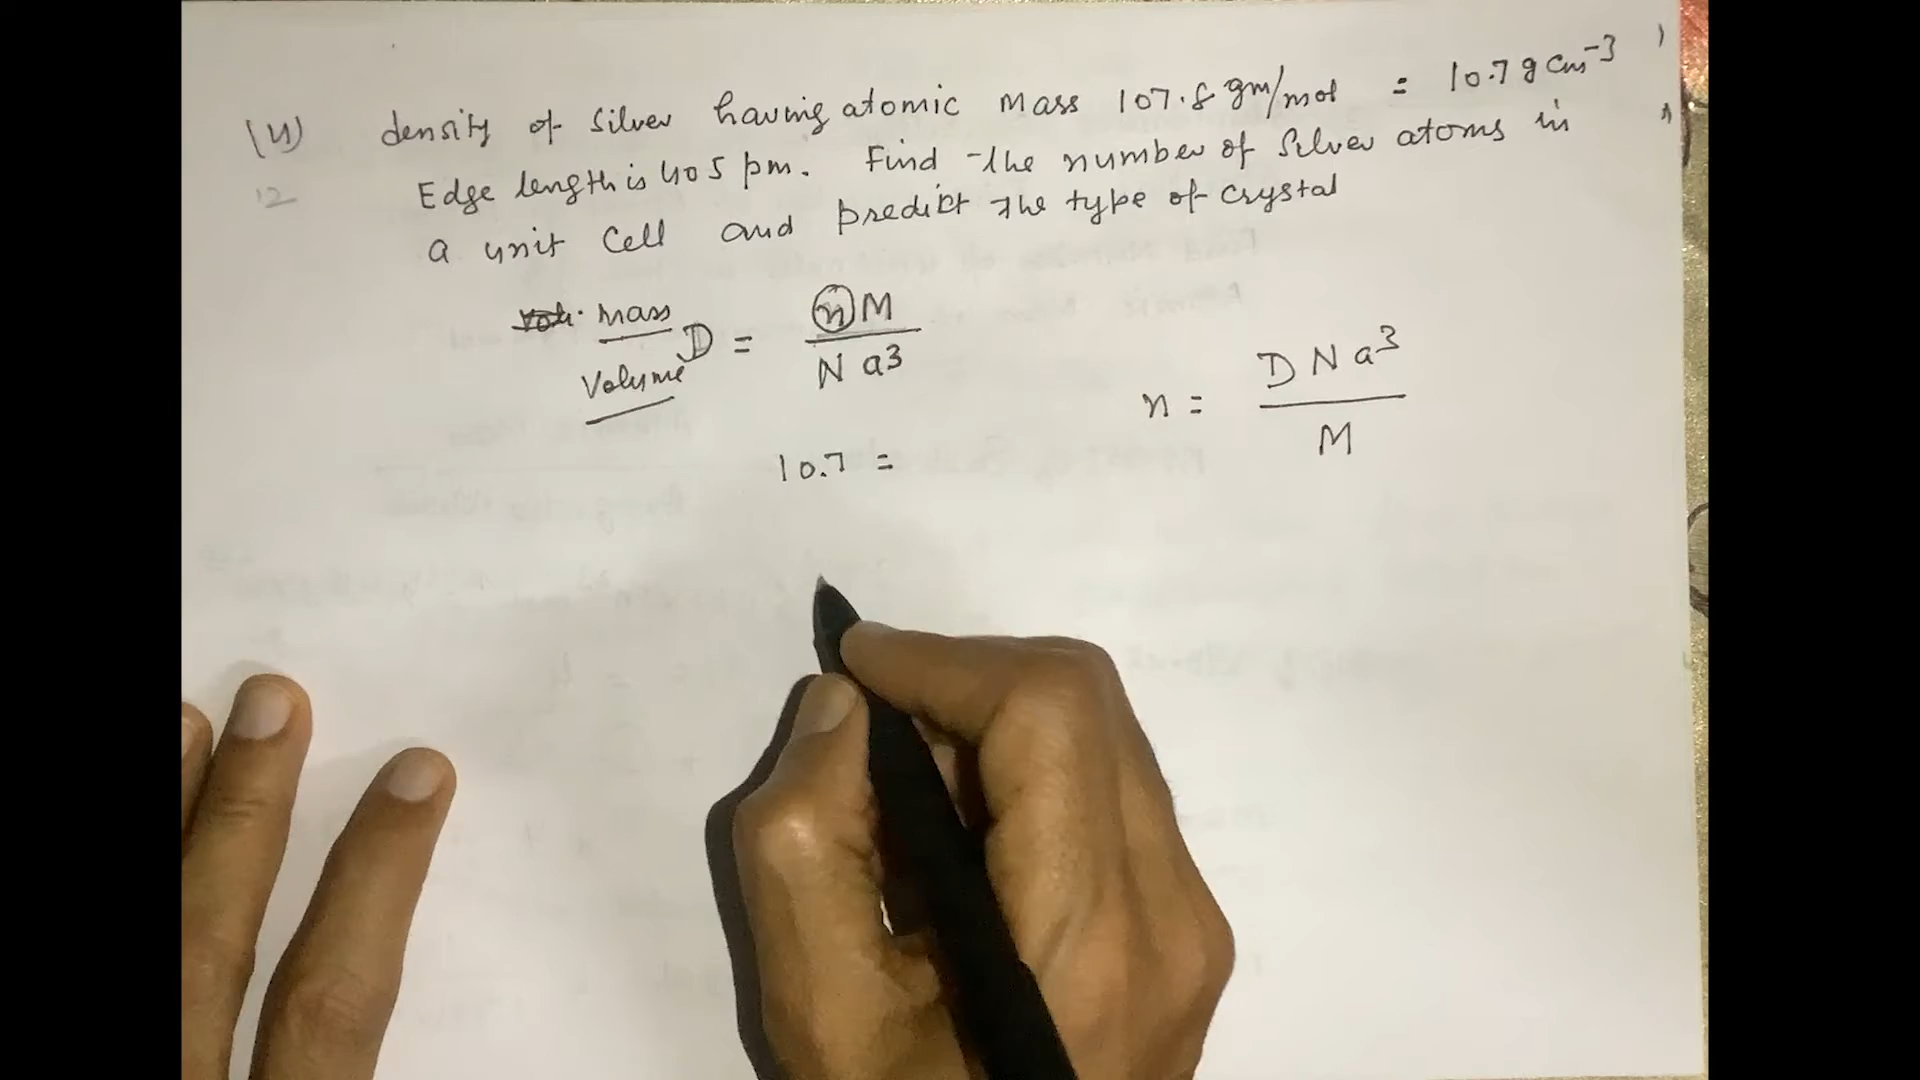 (4) density of Silver having atomic mass 107.8 gm/mol = 10.7 g cm⁻³
12 Edge length is 405 pm. Find the number of Silver atoms in
a unit cell and predict the type of crystal
mass
Volume
D = nM / N a³
n = D N a³ / M
10.7 =